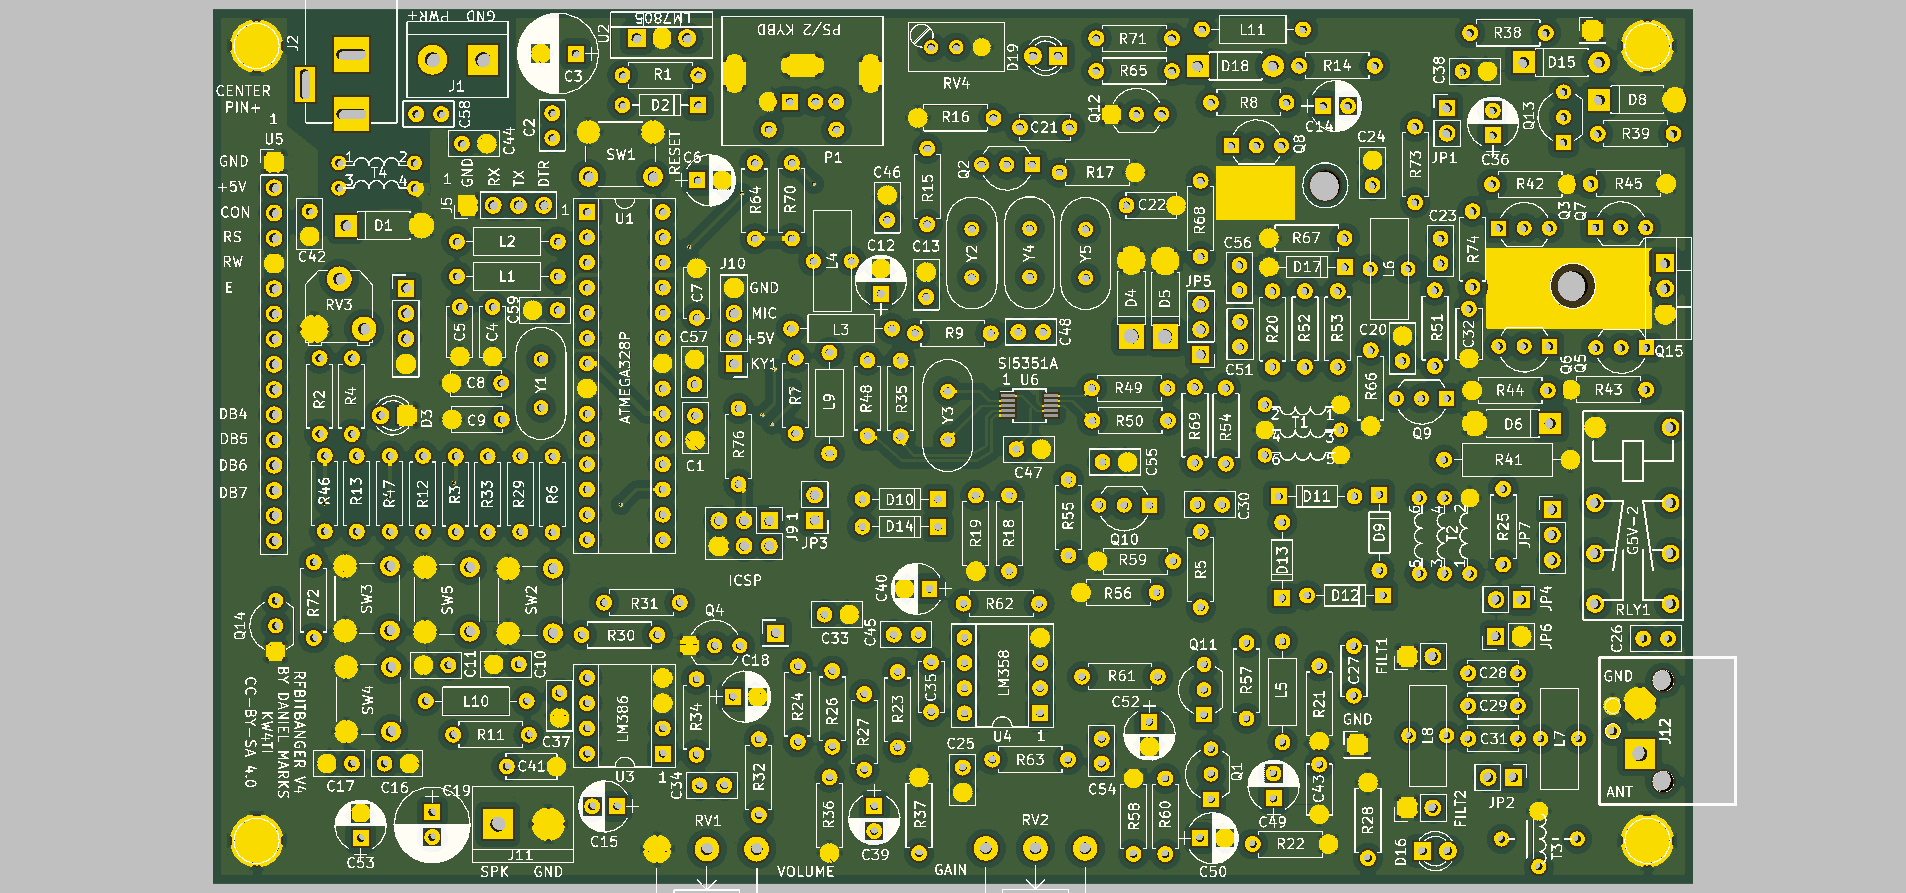 PWR+ GND
J2
U2
LM7805
PS/2 KYBD
C3
J1
R1
D2
CENTER
PIN+
C58
C2
C44
1
U5
T4
1
2
3
4
SW1
RESET
P1
RV4
D19
R71
R65
L11
D18
R14
R38
D15
C38
D8
R39
Q13
C36
JP1
R8
C14
Q12
R16
C21
Q2
R17
R15
C46
C6
R64
R70
Q8
C24
R73
R42
R45
Q3
Q7
R68
C22
R67
D17
C56
L6
C23
R74
GND
+5V
CON
RS
RW
E
DB4
DB5
DB6
DB7
1
GND
RX
TX
DTR
J5
1
U1
ATMEGA328P
D1
C42
L2
L1
RV3
C59
C5
C4
C8
C9
Y1
D3
R2
R4
C7
J10
GND
MIC
+5V
KY1
C57
C1
L4
C12
C13
Y2
Y4
Y5
D4
D5
JP5
L3
R9
C48
R7
L9
R48
R35
Y3
SI5351A
1 U6
C47
R49
R50
R69
R54
C51
R20
R52
R53
C20
R51
C32
R66
Q9
Q6
Q5
Q15
R44
R43
D6
R41
T1
2
1
4
3
6
5
R76
R46
R13
R47
R12
R3
R33
R29
R6
J9
1
ICSP
JP3
D10
D14
R19
R18
R55
C55
Q10
C30
R59
R56
R5
D11
D9
D13
D12
T2
6
4
2
5
3
1
R25
JP7
G5V-2
RLY1
JP4
JP6
C26
Q14
R72
SW3
SW5
SW2
SW4
R31
R30
Q4
C18
C33
C45
C40
R62
C11
C10
L10
R11
C37
C41
LM386
U3
1
R34
R24
R26
R27
R23
C35
LM358
U4
1
R61
C52
Q11
R57
L5
R21
C27
FILT1
GND
C28
C29
C31
L8
L7
GND
J12
ANT
RFBITBANGER V4
BY DANIEL MARKS
KW4TI
CC-BY-SA 4.0
C17
C16
C53
C19
J11
SPK GND
C15
C34
R32
RV1
VOLUME
R36
C39
R37
C25
R63
RV2
GAIN
C54
R58
R60
Q1
C50
C49
C43
R22
R28
D16
FILT2
JP2
T3